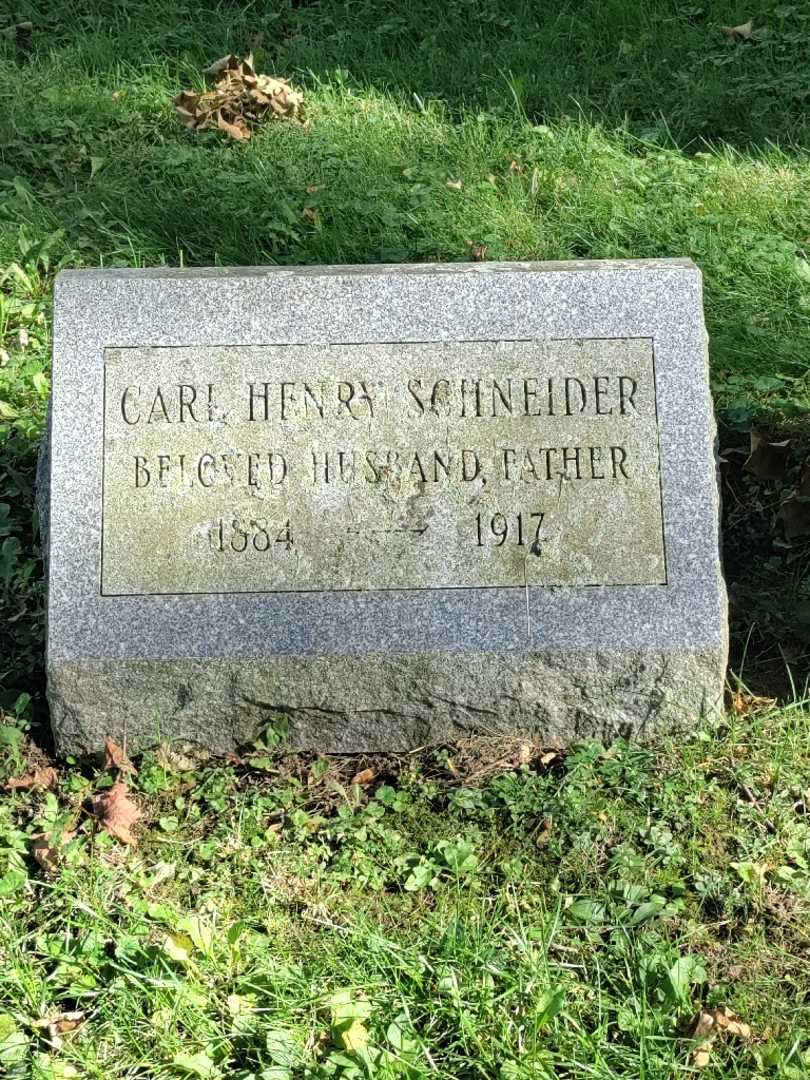 CARL HENRY SCHNEIDER
BELOVED HUSBAND, FATHER
1884 — 1917